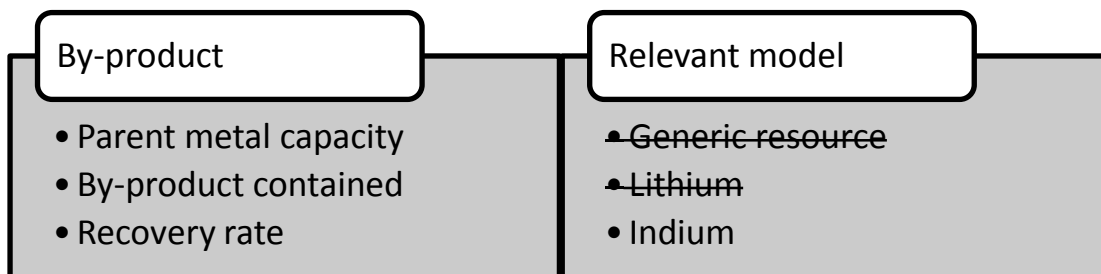 By-product
• Parent metal capacity
• By-product contained
• Recovery rate
Relevant model
• Generic resource
• Lithium
• Indium